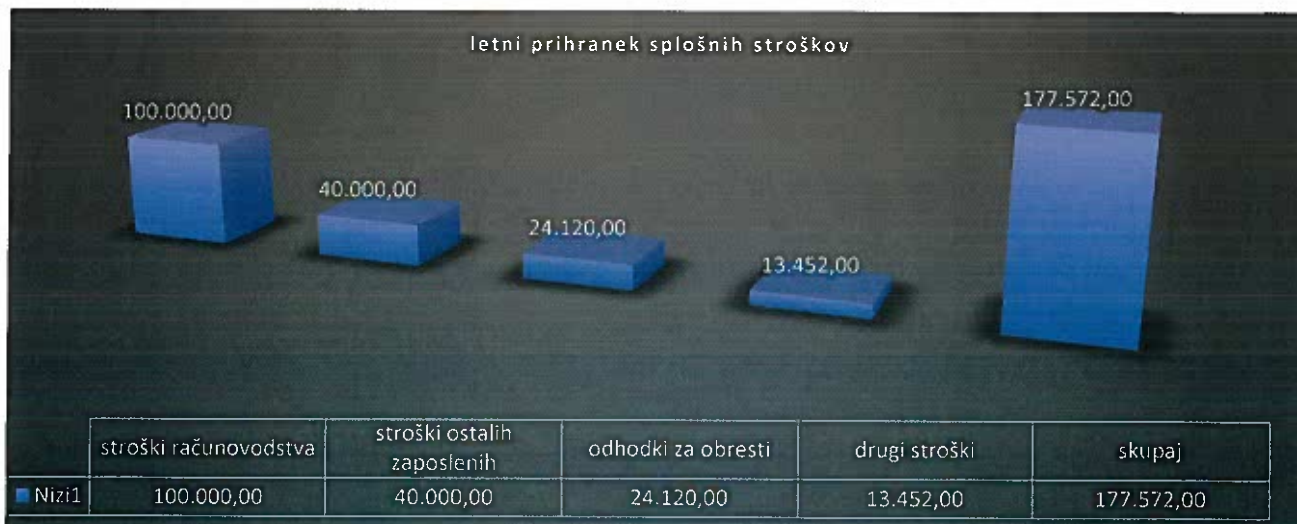 letni prihranek splošnih stroškov
100.000,00
40.000,00
24.120,00
13.452,00
177.572,00
stroški računovodstva
stroški ostalih
zaposlenih
odhodki za obresti
drugi stroški
skupaj
Nizi1 100.000,00 40.000,00 24.120,00 13.452,00 177.572,00